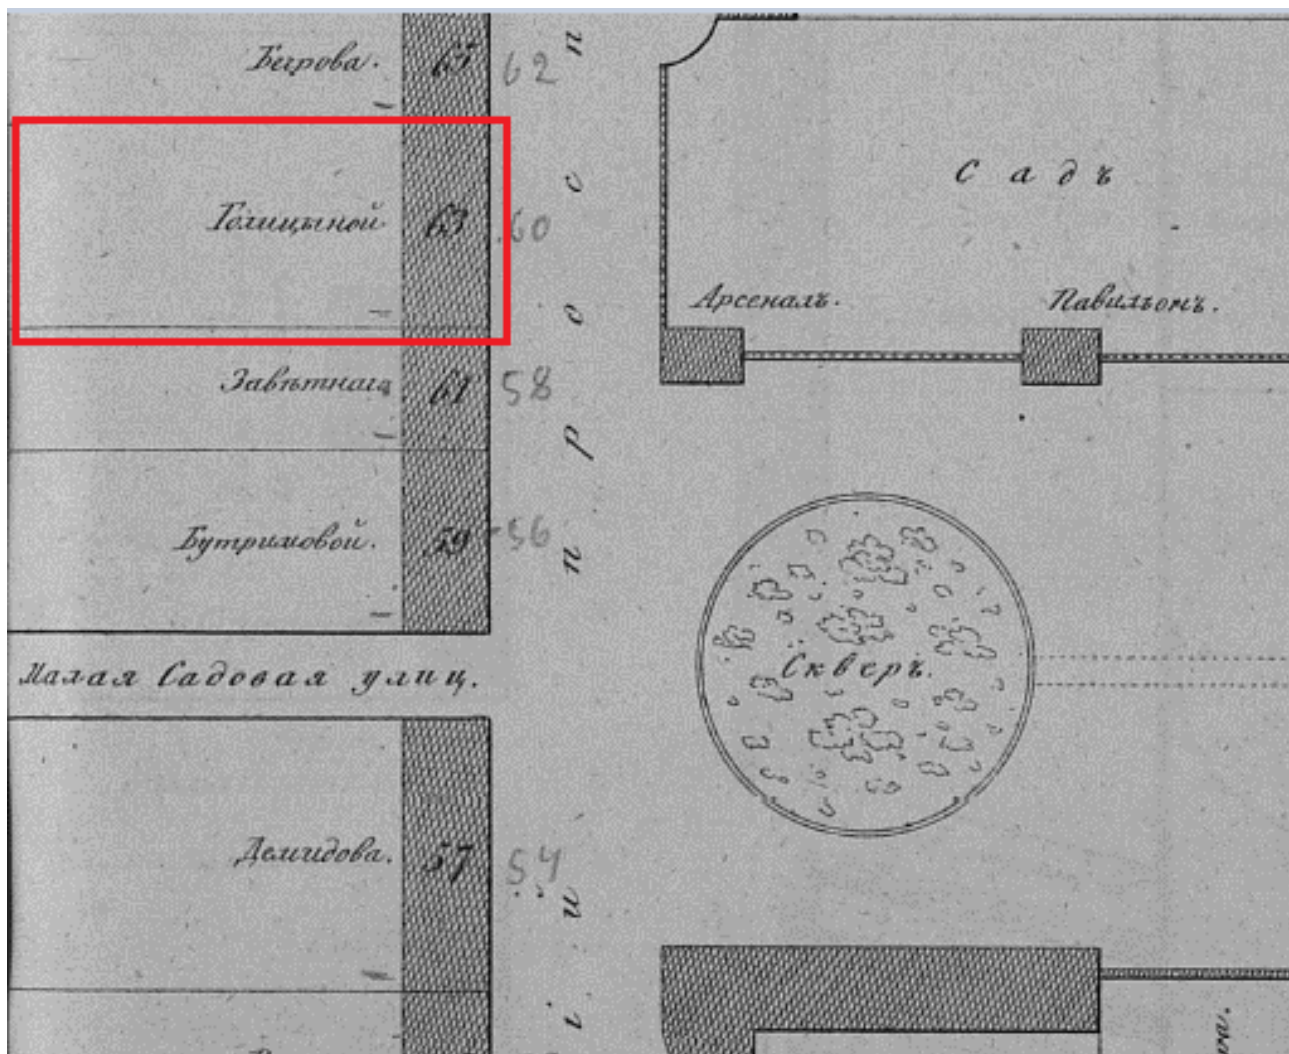 Бегрова. 65 62
Голицыной 63 60
Садъ
Арсеналъ.
Павильонъ.
Завѣтнаго 61 58
Бутримовой. 59 56
Малая Садовая улиц.
Скверъ.
Демидова. 57 54